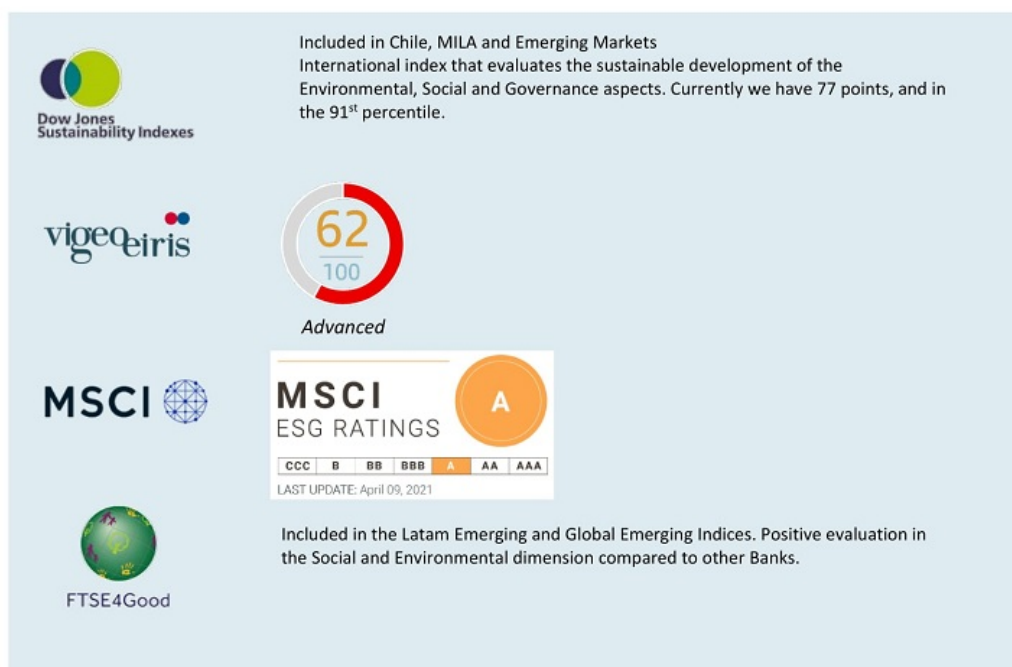 Included in Chile, MILA and Emerging Markets
International index that evaluates the sustainable development of the
Environmental, Social and Governance aspects. Currently we have 77 points, and in
the 91st percentile.
Dow Jones
Sustainability Indexes
vigeoeiris
62
100
Advanced
MSCI
MSCI
ESG RATINGS
A
CCC B BB BBB A AA AAA
LAST UPDATE: April 09, 2021
Included in the Latam Emerging and Global Emerging Indices. Positive evaluation in
the Social and Environmental dimension compared to other Banks.
FTSE4Good